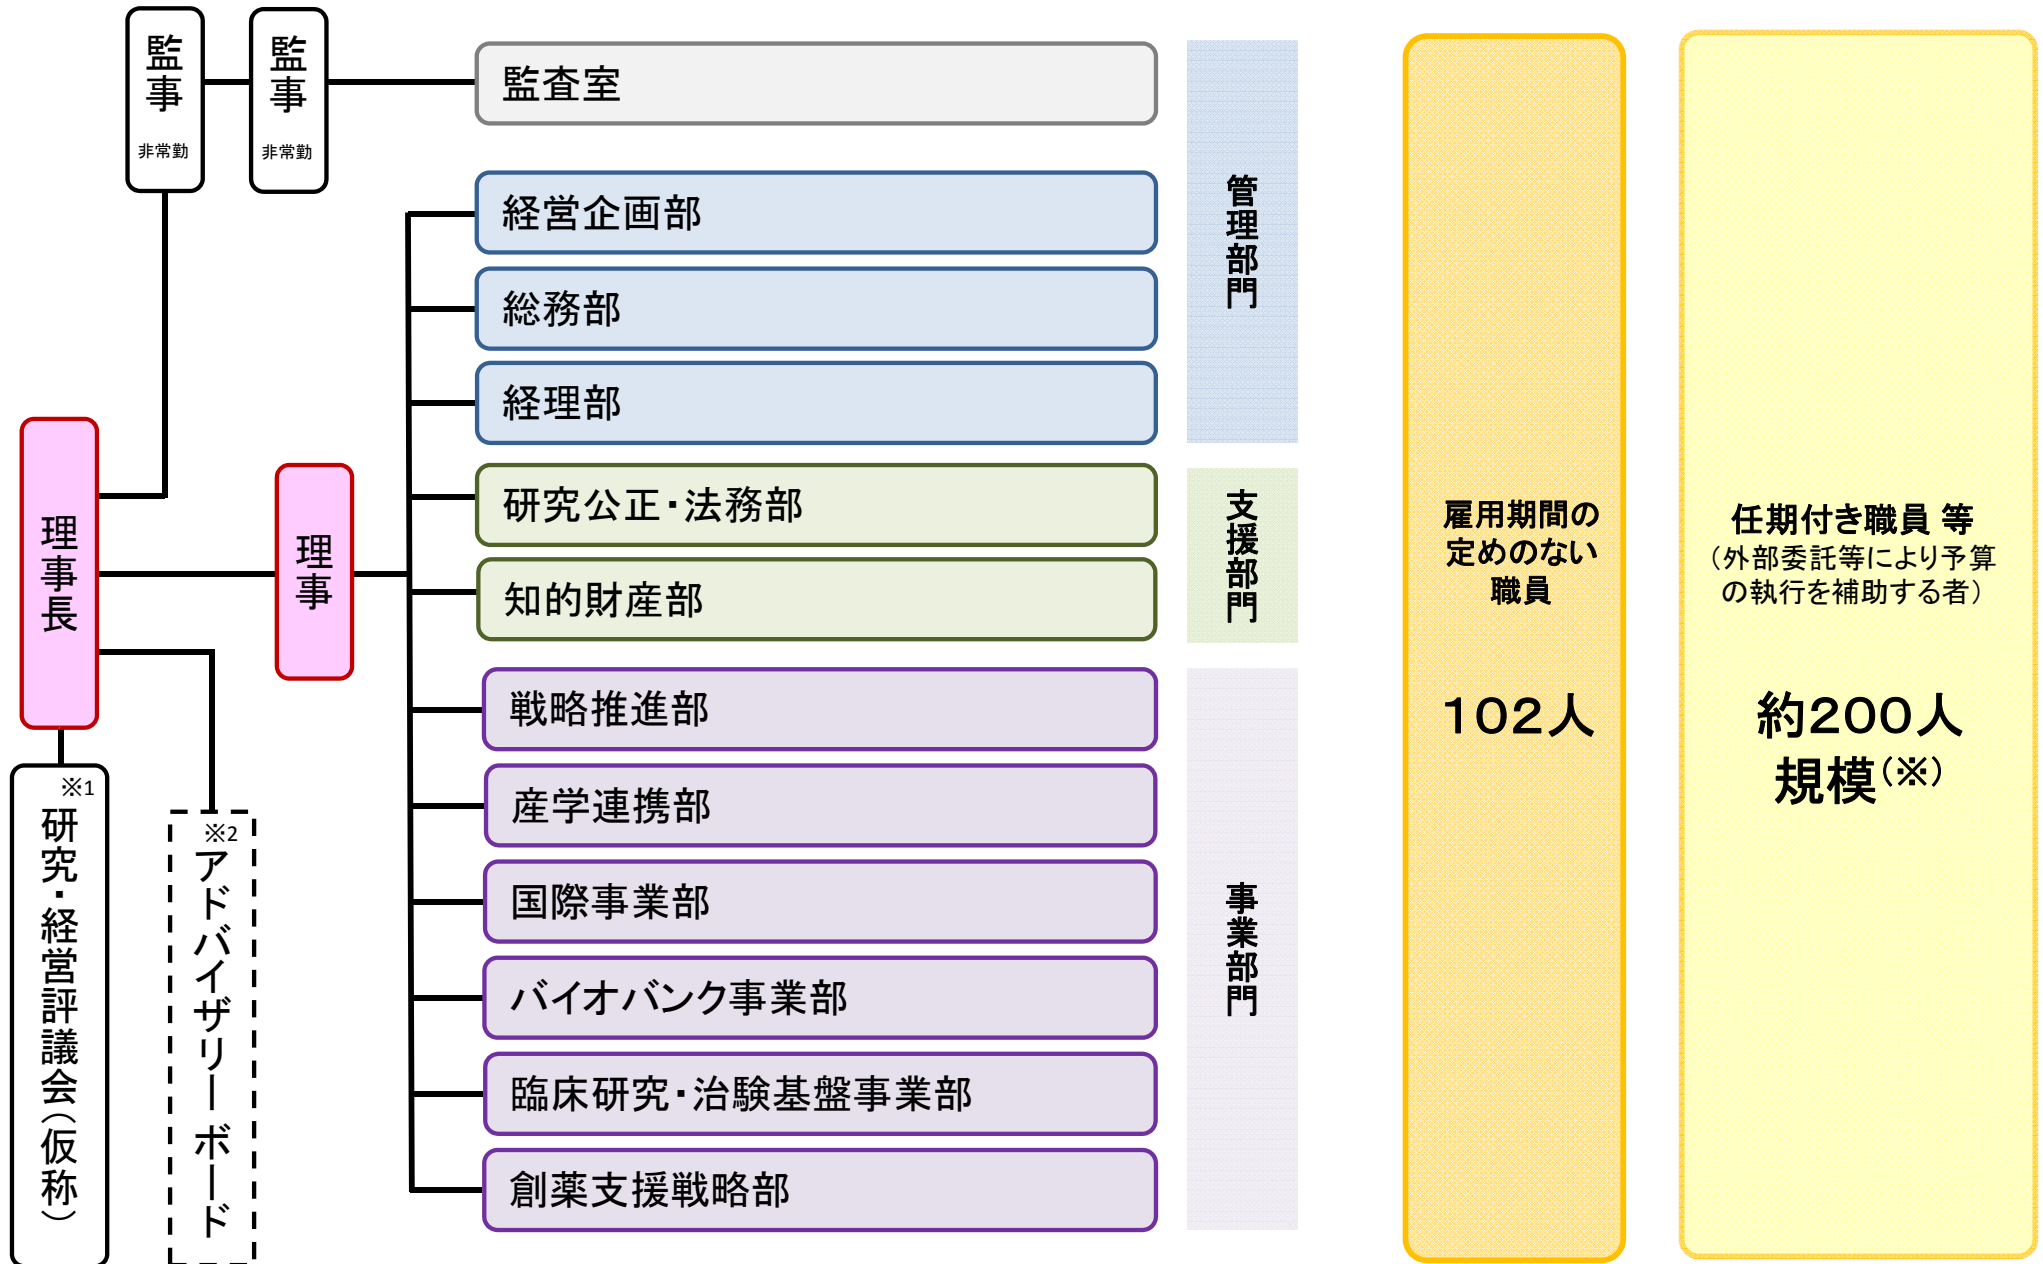 監事
非常勤
監事
非常勤
監査室
経営企画部
総務部
経理部
研究公正・法務部
知的財産部
戦略推進部
産学連携部
国際事業部
バイオバンク事業部
臨床研究・治験基盤事業部
創薬支援戦略部
理事長
理事
※1
研究・経営評議会（仮称）
※2
アドバイザリーボード
管理部門
支援部門
事業部門
雇用期間の
定めのない
職員
102人
任期付き職員 等
（外部委託等により予算
の執行を補助する者）
約200人
規模（※）